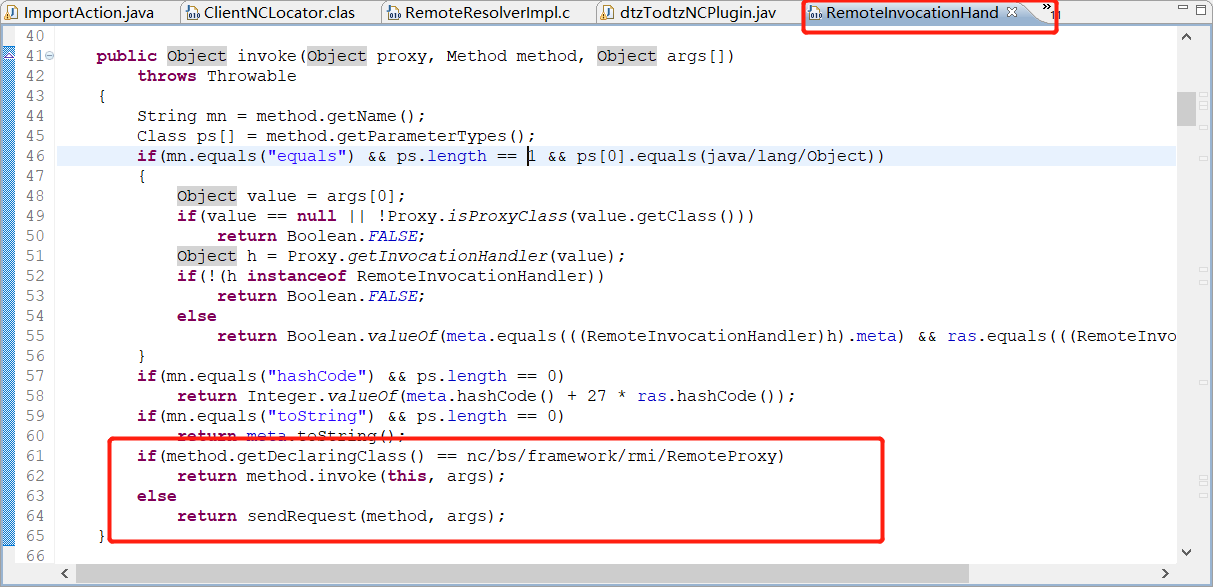 ImportAction.java ClientNCLocator.clas RemoteResolverImpl.c dtzTodtzNCPlugin.jav RemoteInvocationHand » 11
40
41 public Object invoke(Object proxy, Method method, Object args[])
42 throws Throwable
43 {
44 String mn = method.getName();
45 Class ps[] = method.getParameterTypes();
46 if(mn.equals("equals") && ps.length == 1 && ps[0].equals(java/lang/Object))
47 {
48 Object value = args[0];
49 if(value == null || !Proxy.isProxyClass(value.getClass()))
50 return Boolean.FALSE;
51 Object h = Proxy.getInvocationHandler(value);
52 if(!(h instanceof RemoteInvocationHandler))
53 return Boolean.FALSE;
54 else
55 return Boolean.valueOf(meta.equals(((RemoteInvocationHandler)h).meta) && ras.equals(((RemoteInvo
56 }
57 if(mn.equals("hashCode") && ps.length == 0)
58 return Integer.valueOf(meta.hashCode() + 27 * ras.hashCode());
59 if(mn.equals("toString") && ps.length == 0)
60 return meta.toString();
61 if(method.getDeclaringClass() == nc/bs/framework/rmi/RemoteProxy)
62 return method.invoke(this, args);
63 else
64 return sendRequest(method, args);
65 }
66